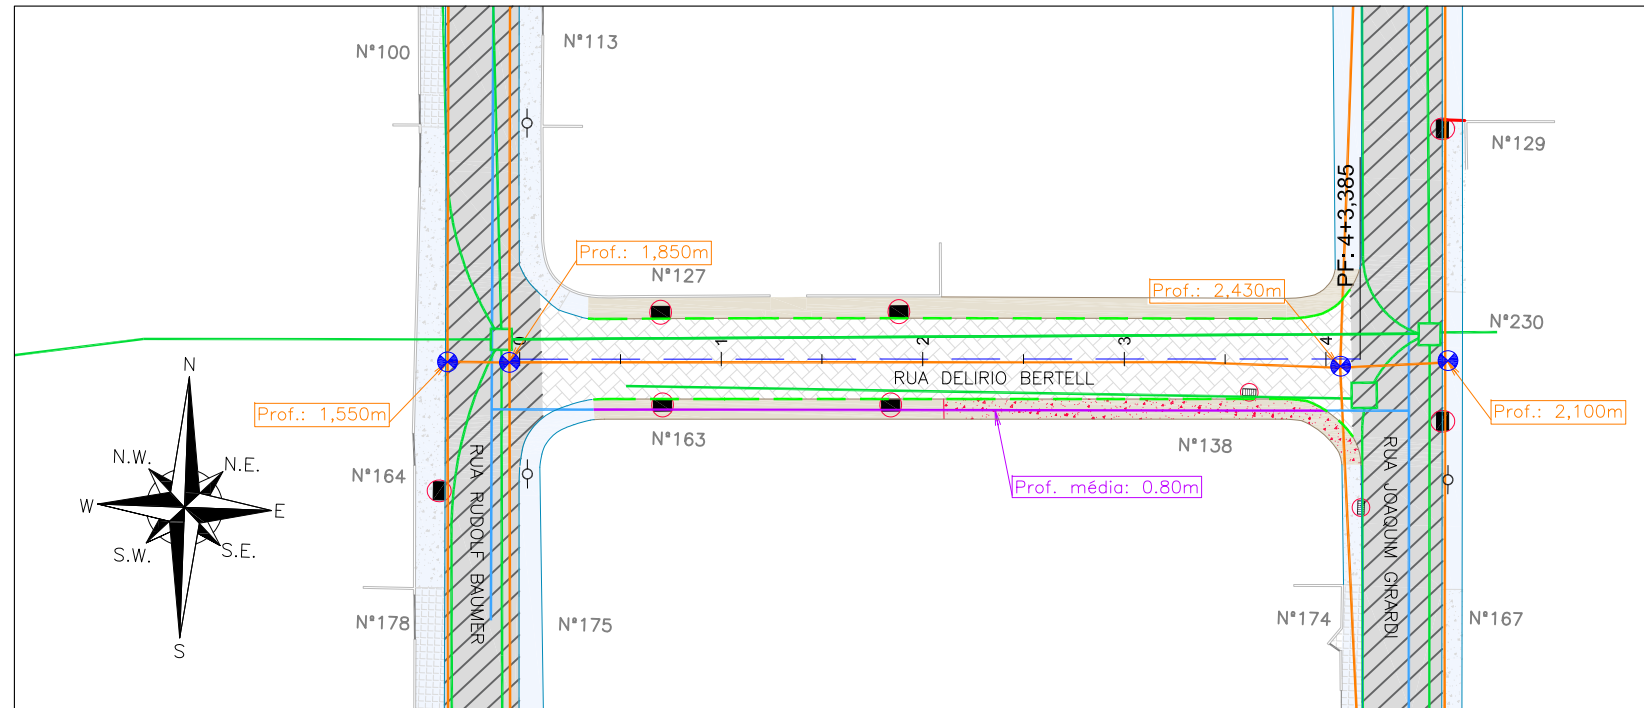 N°100
N°113
N°129
PF: 4+3,385
Prof.: 1,850m
N°127
Prof.: 2,430m
N°230
0
1
2
3
4
RUA DELIRIO BERTELL
Prof.: 1,550m
Prof.: 2,100m
N
N.W.
N.E.
W
E
S.W.
S.E.
S
N°164
RUA RUDOLF BAUMER
N°163
N°138
RUA JOAQUIM GIRARDI
Prof. média: 0.80m
N°178
N°175
N°174
N°167